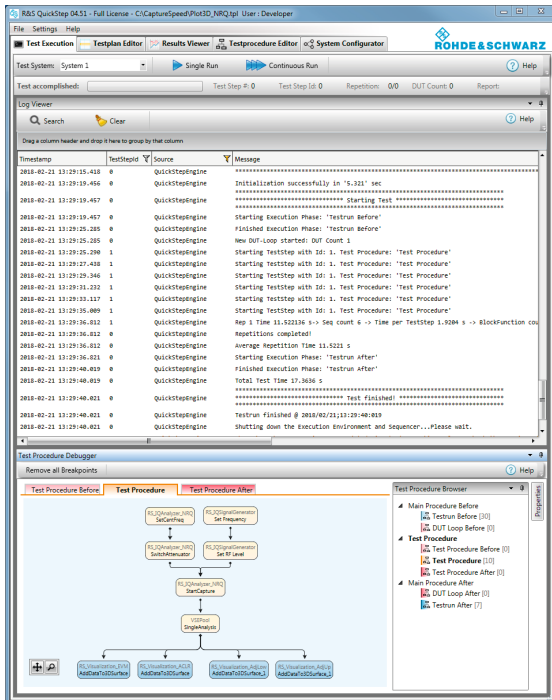 R&S QuickStep 04.51 - Full License - C:\CaptureSpeed\Plot3D_NRQ.tpl User : Developer
File Settings Help
Test Execution Testplan Editor Results Viewer Testprocedure Editor System Configurator
ROHDE&SCHWARZ
Test System: System 1 Single Run Continuous Run Help
Test accomplished: Test Step #: 0 Test Step Id: 0 Repetition: 0/0 DUT Count: 0 Report:
Log Viewer
Search Clear Help
Drag a column header and drop it here to group by that column
Timestamp TestStepId Source Message
2018-02-21 13:29:15.418 0 QuickStepEngine ********************************************************************************
2018-02-21 13:29:19.456 0 QuickStepEngine Initialization successfully in '5.321' sec
********************************************************************
2018-02-21 13:29:19.457 0 QuickStepEngine **************************** Starting Test ****************************
********************************************************************
2018-02-21 13:29:19.457 0 QuickStepEngine Starting Execution Phase: 'Testrun Before'
2018-02-21 13:29:25.285 0 QuickStepEngine Finished Execution Phase: 'Testrun Before'
2018-02-21 13:29:25.285 0 QuickStepEngine New DUT-Loop started: DUT Count 1
2018-02-21 13:29:25.290 1 QuickStepEngine Starting TestStep with Id: 1. Test Procedure: 'Test Procedure'
2018-02-21 13:29:27.438 1 QuickStepEngine Starting TestStep with Id: 1. Test Procedure: 'Test Procedure'
2018-02-21 13:29:29.346 1 QuickStepEngine Starting TestStep with Id: 1. Test Procedure: 'Test Procedure'
2018-02-21 13:29:31.232 1 QuickStepEngine Starting TestStep with Id: 1. Test Procedure: 'Test Procedure'
2018-02-21 13:29:33.117 1 QuickStepEngine Starting TestStep with Id: 1. Test Procedure: 'Test Procedure'
2018-02-21 13:29:35.009 1 QuickStepEngine Starting TestStep with Id: 1. Test Procedure: 'Test Procedure'
2018-02-21 13:29:36.812 1 QuickStepEngine Rep 1 Time 11.522136 s-> Seq count 6 -> Time per TestStep 1.9204 s -> BlockFunction cou
2018-02-21 13:29:36.812 0 QuickStepEngine Repetitions completed!
2018-02-21 13:29:36.812 0 QuickStepEngine Average Repetition Time 11.5221 s
2018-02-21 13:29:36.821 0 QuickStepEngine Starting Execution Phase: 'Testrun After'
2018-02-21 13:29:40.019 0 QuickStepEngine Finished Execution Phase: 'Testrun After'
2018-02-21 13:29:40.019 0 QuickStepEngine Total Test Time 17.3636 s
********************************************************************
2018-02-21 13:29:40.021 0 QuickStepEngine **************************** Test finished! ****************************
********************************************************************
2018-02-21 13:29:40.021 0 QuickStepEngine Testrun finished @ 2018/02/21;13:29:40:019
2018-02-21 13:29:40.021 0 QuickStepEngine Shutting down the Execution Environment and Sequencer...Please wait.
Test Procedure Debugger
Remove all Breakpoints Help
Test Procedure Before Test Procedure Test Procedure After
RS_IQAnalyzer_NRQ
SetCentFreq
RS_IQSignalGenerator
Set Frequency
RS_IQAnalyzer_NRQ
SwitchAttenuator
RS_IQSignalGenerator
Set RF Level
RS_IQAnalyzer_NRQ
StartCapture
VSEPool
SingleAnalysis
RS_Visualization_EVM
AddDataTo3DSurface
RS_Visualization_ACLR
AddDataTo3DSurface
RS_Visualization_AdjLow
AddDataTo3DSurface_1
RS_Visualization_AdjUp
AddDataTo3DSurface_1
Test Procedure Browser
Main Procedure Before
Testrun Before [30]
DUT Loop Before [0]
Test Procedure
Test Procedure Before [0]
Test Procedure [10]
Test Procedure After [0]
Main Procedure After
DUT Loop After [0]
Testrun After [7]
Properties